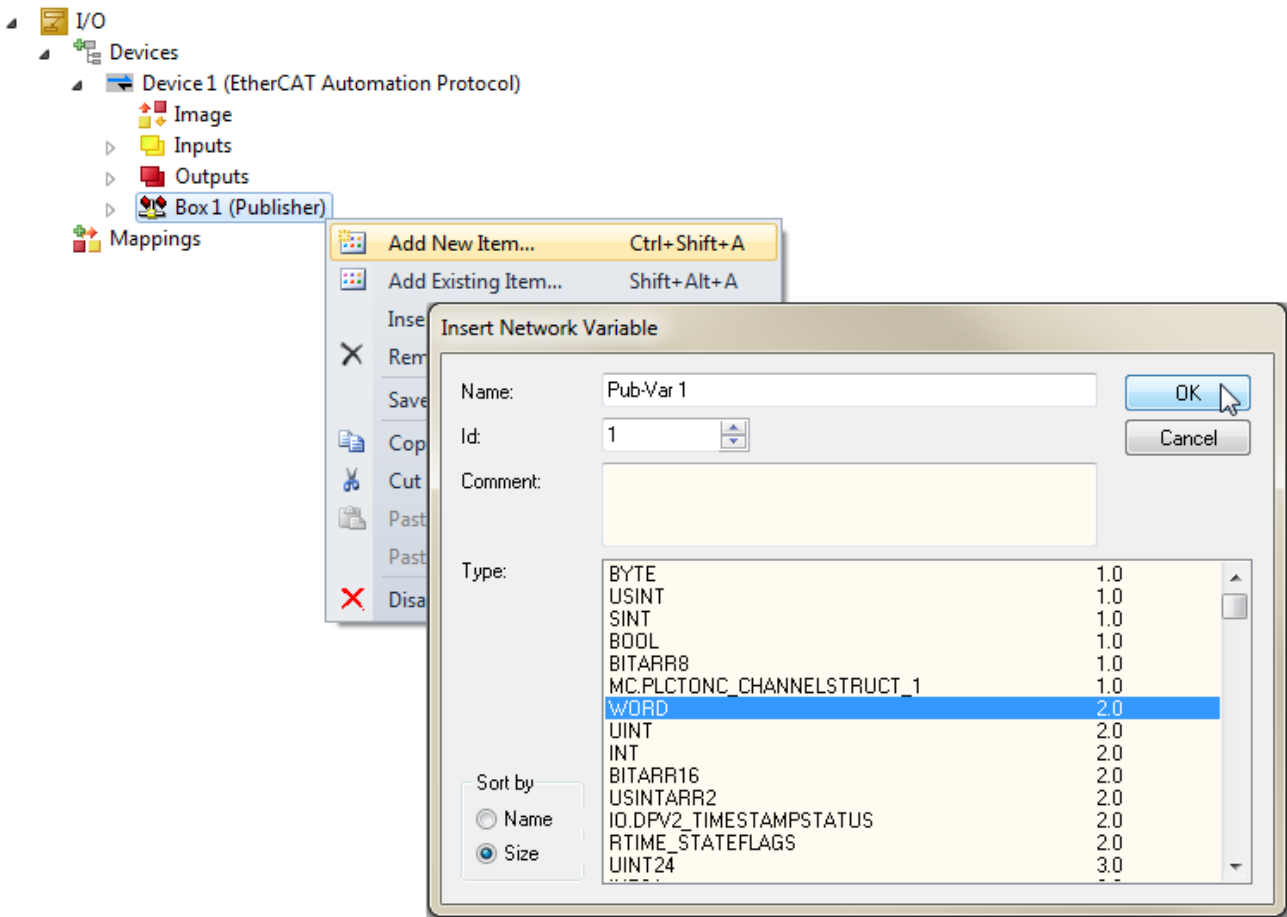 I/O
Devices
Device 1 (EtherCAT Automation Protocol)
Image
Inputs
Outputs
Box 1 (Publisher)
Mappings
Add New Item... Ctrl+Shift+A
Add Existing Item... Shift+Alt+A
Inse
Rem
Save
Cop
Cut
Past
Past
Disa
Insert Network Variable
Name: Pub-Var 1
OK
Id: 1
Cancel
Comment:
Type:
BYTE 1.0
USINT 1.0
SINT 1.0
BOOL 1.0
BITARR8 1.0
MC.PLCTONC_CHANNELSTRUCT_1 1.0
WORD 2.0
UINT 2.0
INT 2.0
BITARR16 2.0
USINTARR2 2.0
IO.DPV2_TIMESTAMPSTATUS 2.0
RTIME_STATEFLAGS 2.0
UINT24 3.0
Sort by
Name
Size